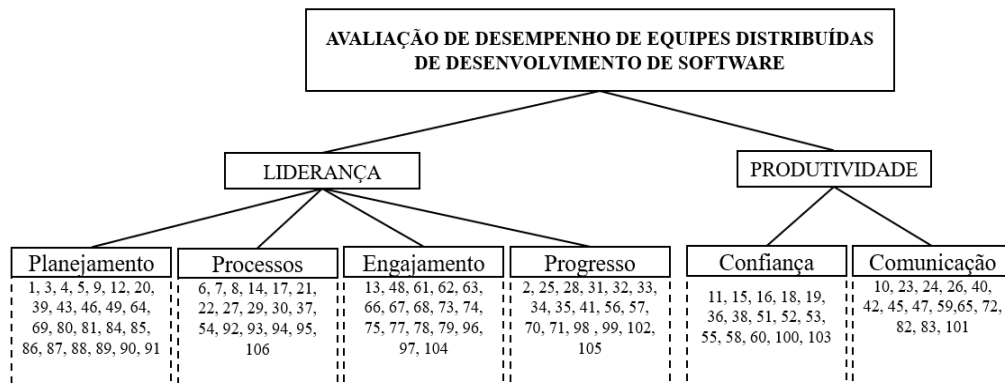 AVALIAÇÃO DE DESEMPENHO DE EQUIPES DISTRIBUÍDAS
DE DESENVOLVIMENTO DE SOFTWARE
LIDERANÇA
PRODUTIVIDADE
Planejamento
1, 3, 4, 5, 9, 12, 20,
39, 43, 46, 49, 64,
69, 80, 81, 84, 85,
86, 87, 88, 89, 90, 91
Processos
6, 7, 8, 14, 17, 21,
22, 27, 29, 30, 37,
54, 92, 93, 94, 95,
106
Engajamento
13, 48, 61, 62, 63,
66, 67, 68, 73, 74,
75, 77, 78, 79, 96,
97, 104
Progresso
2, 25, 28, 31, 32, 33,
34, 35, 41, 56, 57,
70, 71, 98 , 99, 102,
105
Confiança
11, 15, 16, 18, 19,
36, 38, 51, 52, 53,
55, 58, 60, 100, 103
Comunicação
10, 23, 24, 26, 40,
42, 45, 47, 59,65, 72,
82, 83, 101